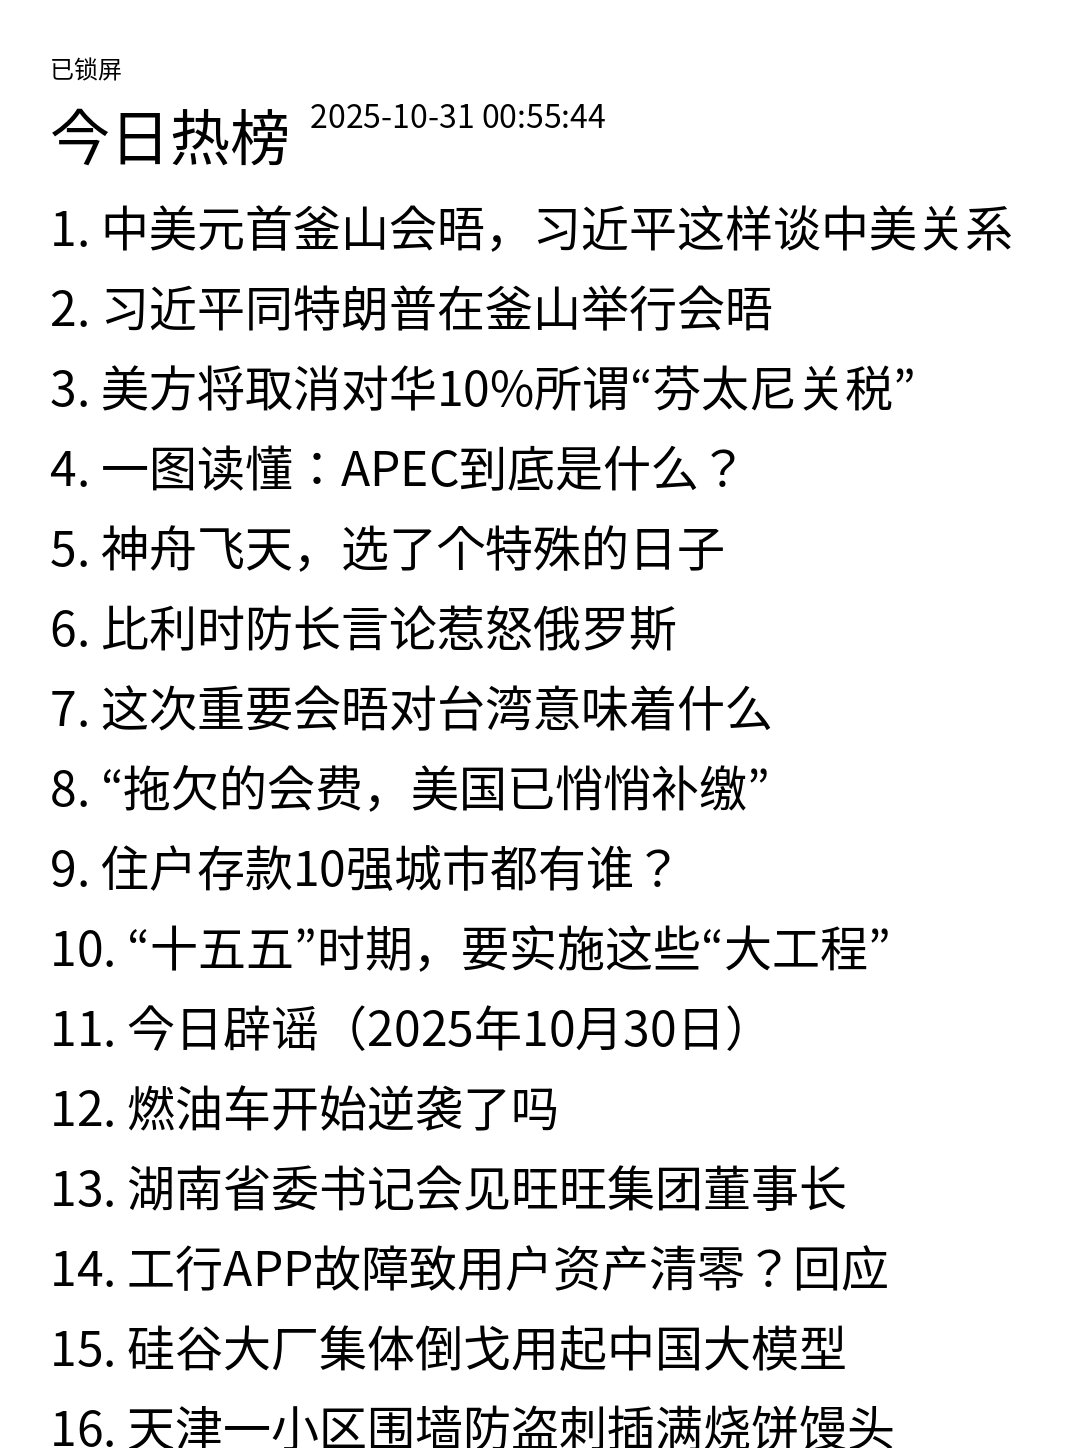 已锁屏
今日热榜 2025-10-31 00:55:44
1. 中美元首釜山会晤，习近平这样谈中美关系
2. 习近平同特朗普在釜山举行会晤
3. 美方将取消对华10%所谓“芬太尼关税”
4. 一图读懂：APEC到底是什么？
5. 神舟飞天，选了个特殊的日子
6. 比利时防长言论惹怒俄罗斯
7. 这次重要会晤对台湾意味着什么
8. “拖欠的会费，美国已悄悄补缴”
9. 住户存款10强城市都有谁？
10. “十五五”时期，要实施这些“大工程”
11. 今日辟谣（2025年10月30日）
12. 燃油车开始逆袭了吗
13. 湖南省委书记会见旺旺集团董事长
14. 工行APP故障致用户资产清零？回应
15. 硅谷大厂集体倒戈用起中国大模型
16. 天津一小区围墙防盗刺插满烧饼馒头